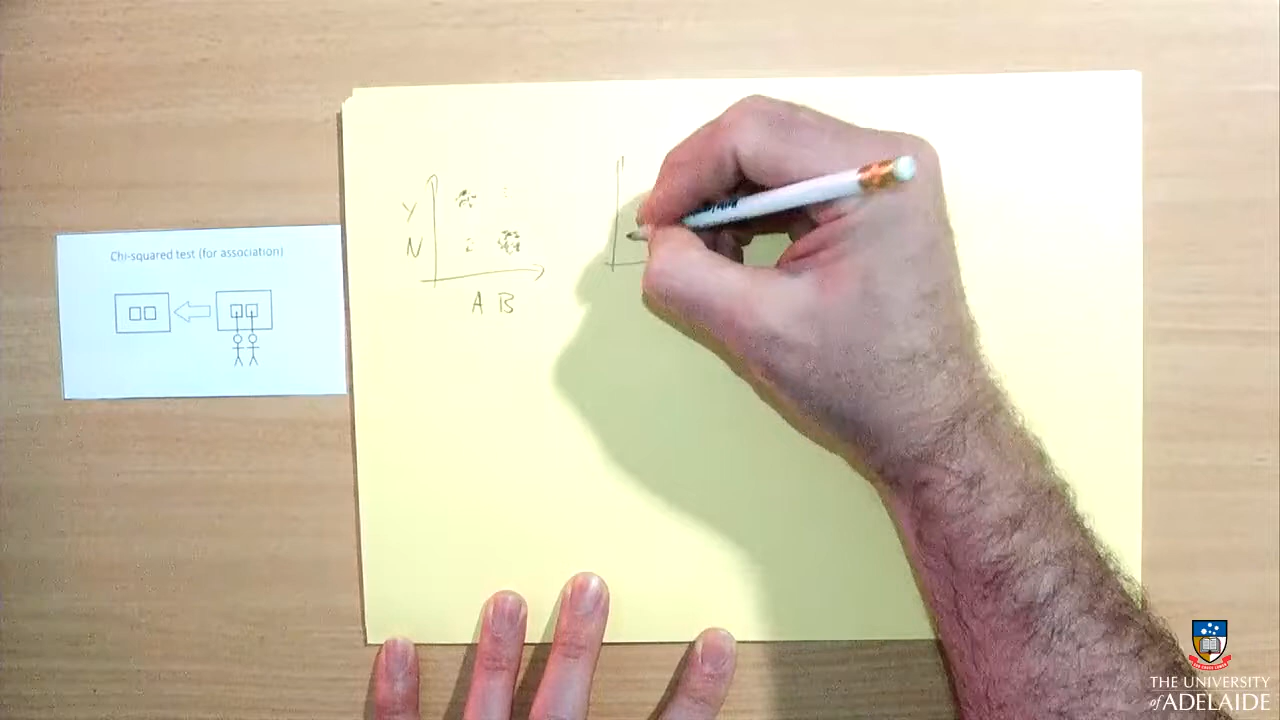 Chi-squared test (for association)
Y
N
A B
THE UNIVERSITY
of ADELAIDE